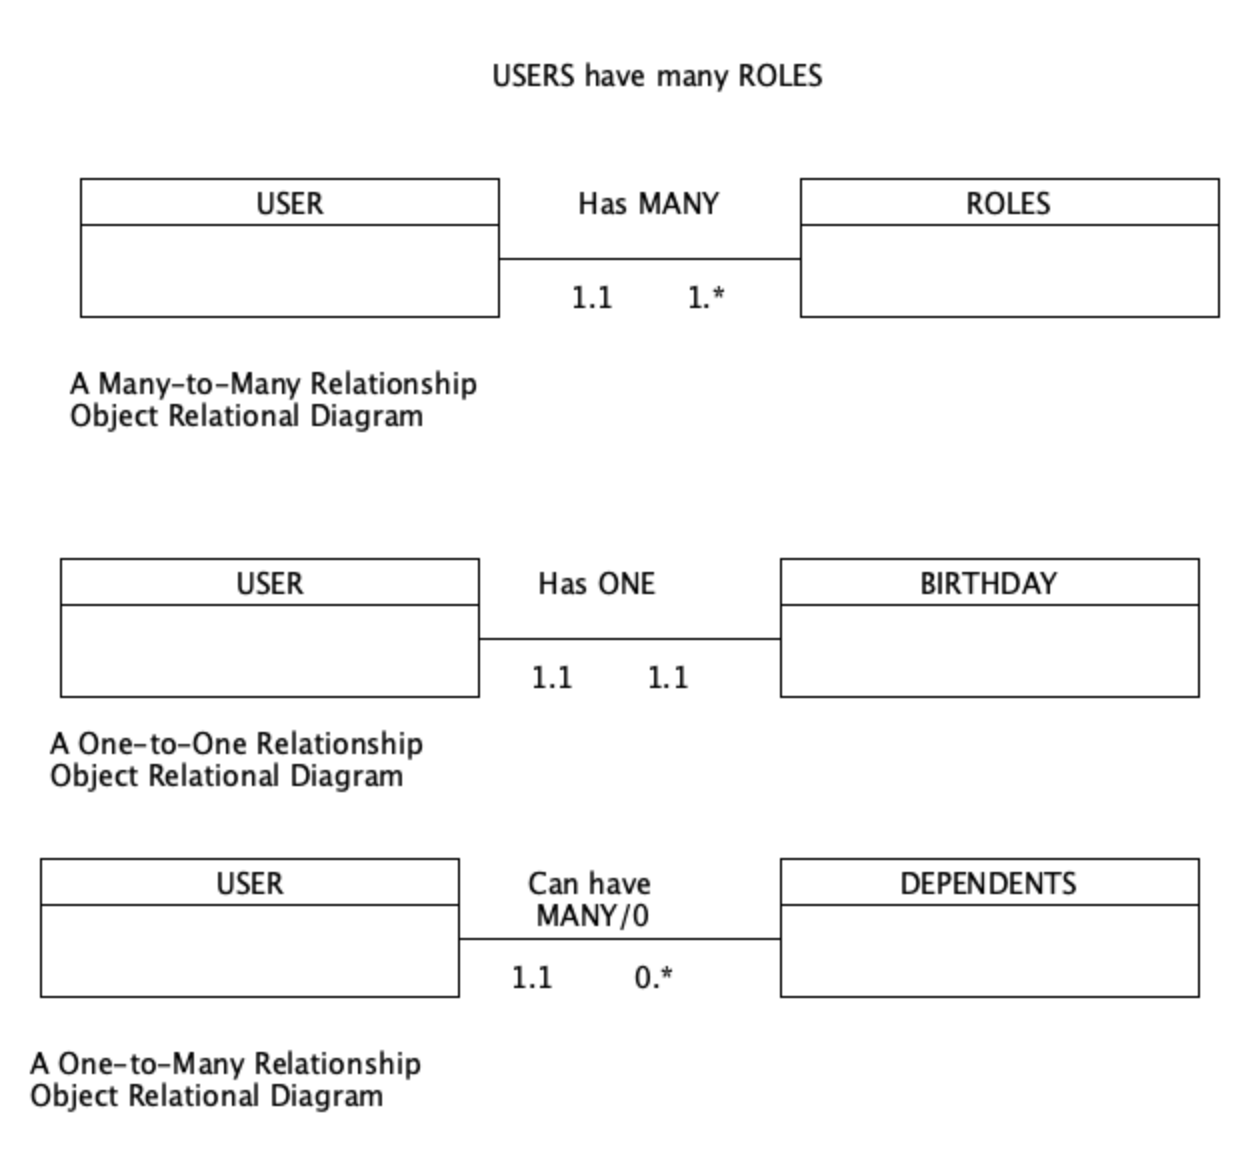 USERS have many ROLES
USER
Has MANY
ROLES
1.1
1.*
A Many-to-Many Relationship
Object Relational Diagram
USER
Has ONE
BIRTHDAY
1.1
1.1
A One-to-One Relationship
Object Relational Diagram
USER
Can have
MANY/0
DEPENDENTS
1.1
0.*
A One-to-Many Relationship
Object Relational Diagram